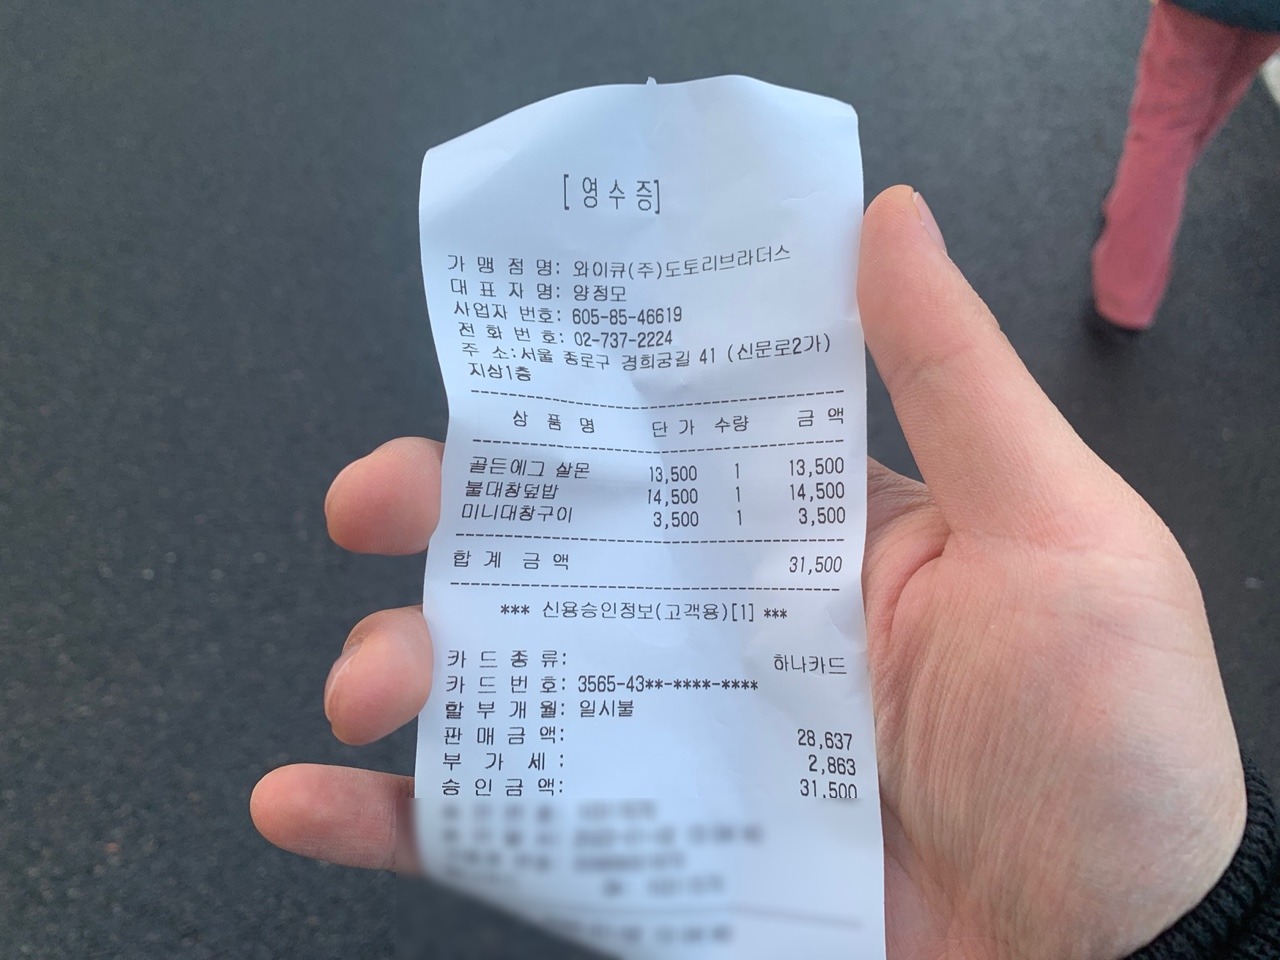 [ 영 수 증]
가 맹 점 명: 와이큐(주)도토리브라더스
대 표 자 명: 양정모
사업자 번호: 605-85-46619
전 화 번 호: 02-737-2224
주 소:서울 종로구 경희궁길 41 (신문로2가)
지상1층
상 품 명 단 가 수량 금 액
골든에그 살몬 13,500 1 13,500
불대창덮밥 14,500 1 14,500
미니대창구이 3,500 1 3,500
합 계 금 액 31,500
*** 신용승인정보(고객용)[1] ***
카 드 종 류: 하나카드
카 드 번 호: 3565-43**-****-****
할 부 개 월: 일시불
판 매 금 액: 28,637
부 가 세 : 2,863
승 인 금 액: 31,500